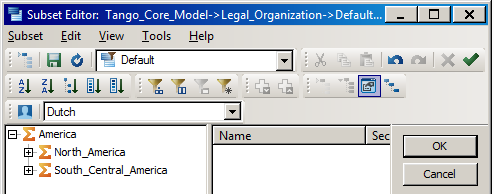 Subset Editor: Tango_Core_Model->Legal_Organization->Default...
Subset Edit View Tools Help
Default
Dutch
America
North_America
South_Central_America
Name Sec
OK
Cancel